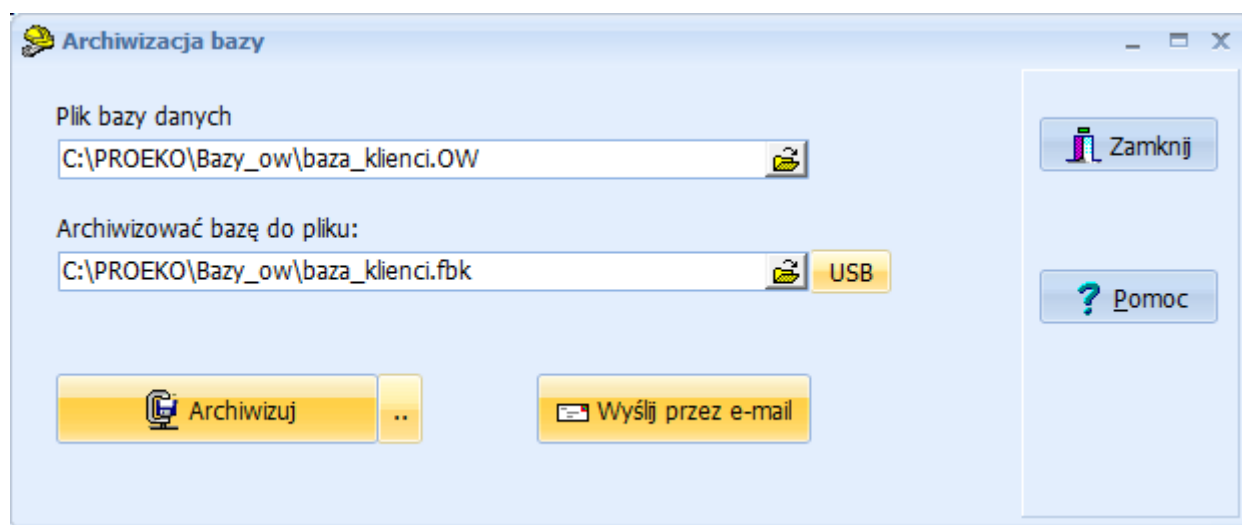 Archiwizacja bazy
Plik bazy danych
C:\PROEKO\Bazy_ow\baza_klienci.OW
Zamknij
Archiwizować bazę do pliku:
C:\PROEKO\Bazy_ow\baza_klienci.fbk
USB
Pomoc
Archiwizuj
..
Wyślij przez e-mail